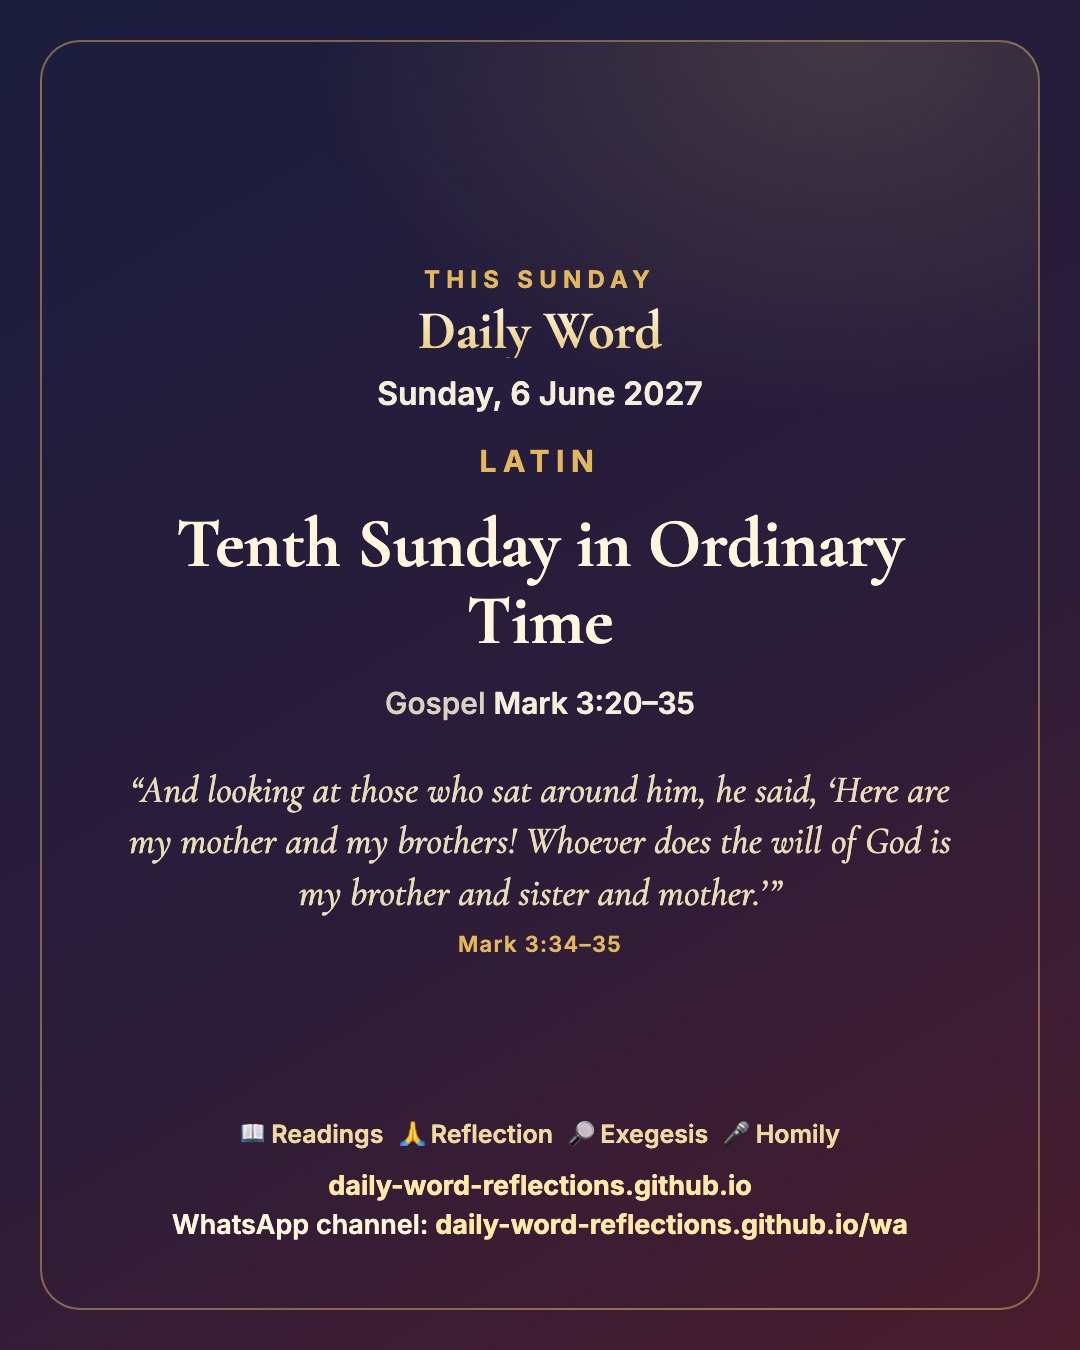 THIS SUNDAY
Daily Word
Sunday, 6 June 2027
LATIN
Tenth Sunday in Ordinary
Time
Gospel Mark 3:20–35
“And looking at those who sat around him, he said, ‘Here are
my mother and my brothers! Whoever does the will of God is
my brother and sister and mother.’”
Mark 3:34–35
📖 Readings 🙏 Reflection 🔎 Exegesis 🎤 Homily
daily-word-reflections.github.io
WhatsApp channel: daily-word-reflections.github.io/wa